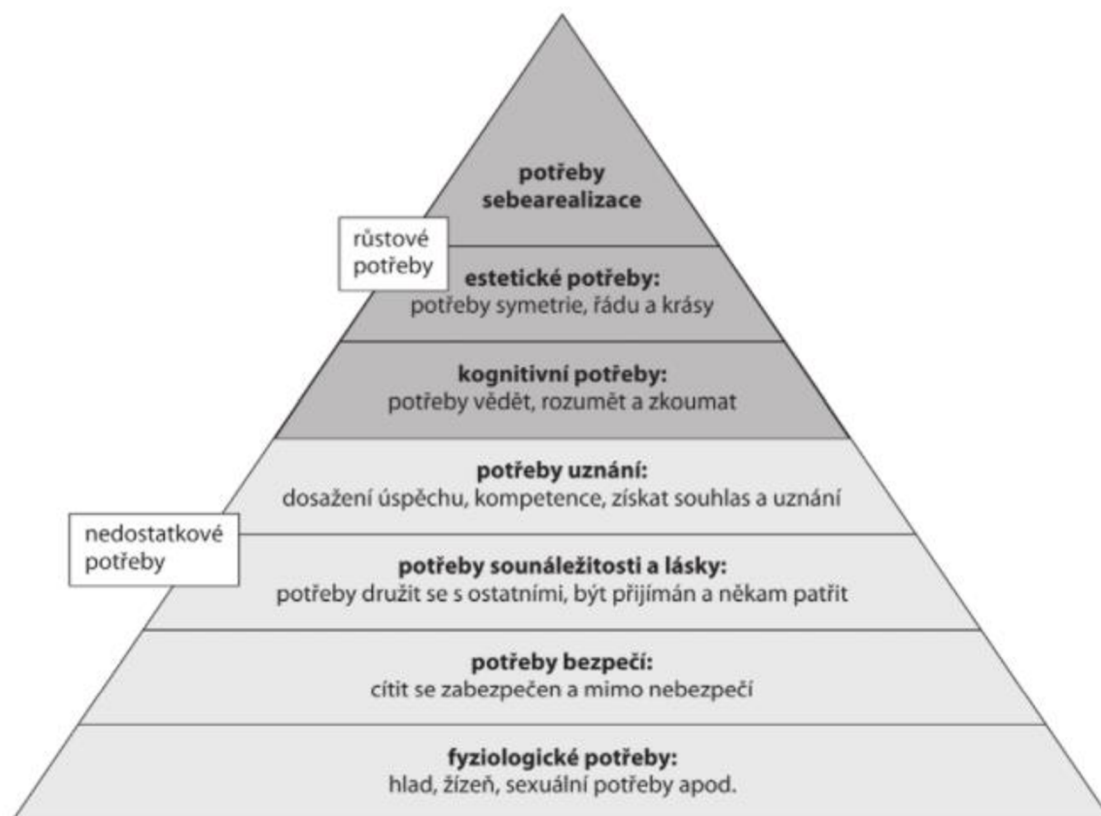 potřeby
sebearealizace
růstové
potřeby
estetické potřeby:
potřeby symetrie, řádu a krásy
kognitivní potřeby:
potřeby vědět, rozumět a zkoumat
potřeby uznání:
dosažení úspěchu, kompetence, získat souhlas a uznání
nedostatkové
potřeby
potřeby sounáležitosti a lásky:
potřeby družit se s ostatními, být přijímán a někam patřit
potřeby bezpečí:
cítit se zabezpečen a mimo nebezpečí
fyziologické potřeby:
hlad, žízeň, sexuální potřeby apod.